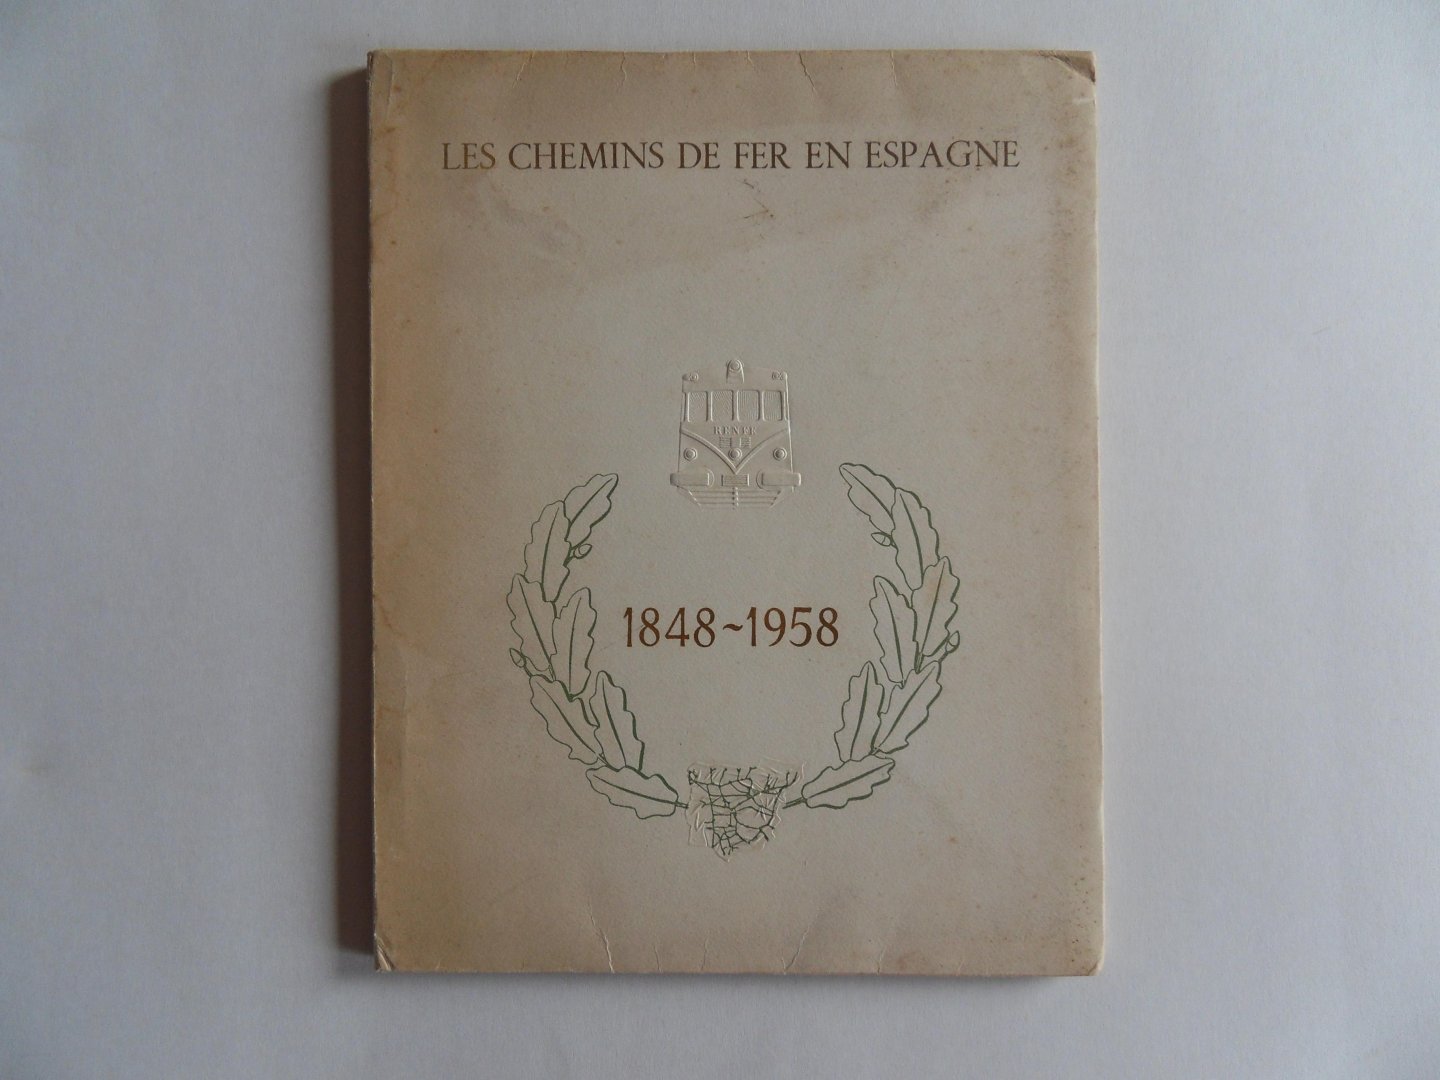 LES CHEMINS DE FER EN ESPAGNE
RENFE
1848~1958